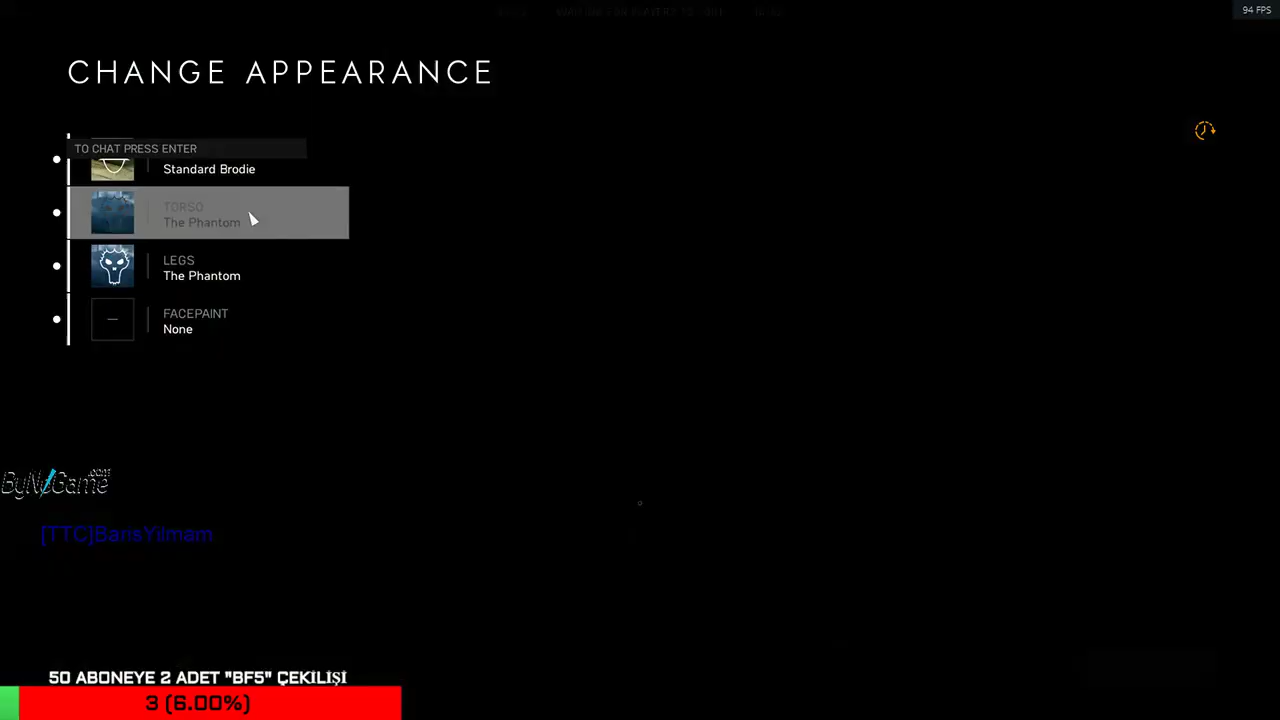 94 FPS
CHANGE APPEARANCE
TO CHAT PRESS ENTER
Standard Brodie
TORSO
The Phantom
LEGS
The Phantom
FACEPAINT
None
ByNoGame.com
[TTC]BarisYilmam
50 ABONEYE 2 ADET "BF5" ÇEKİLİŞİ
3 (6.00%)